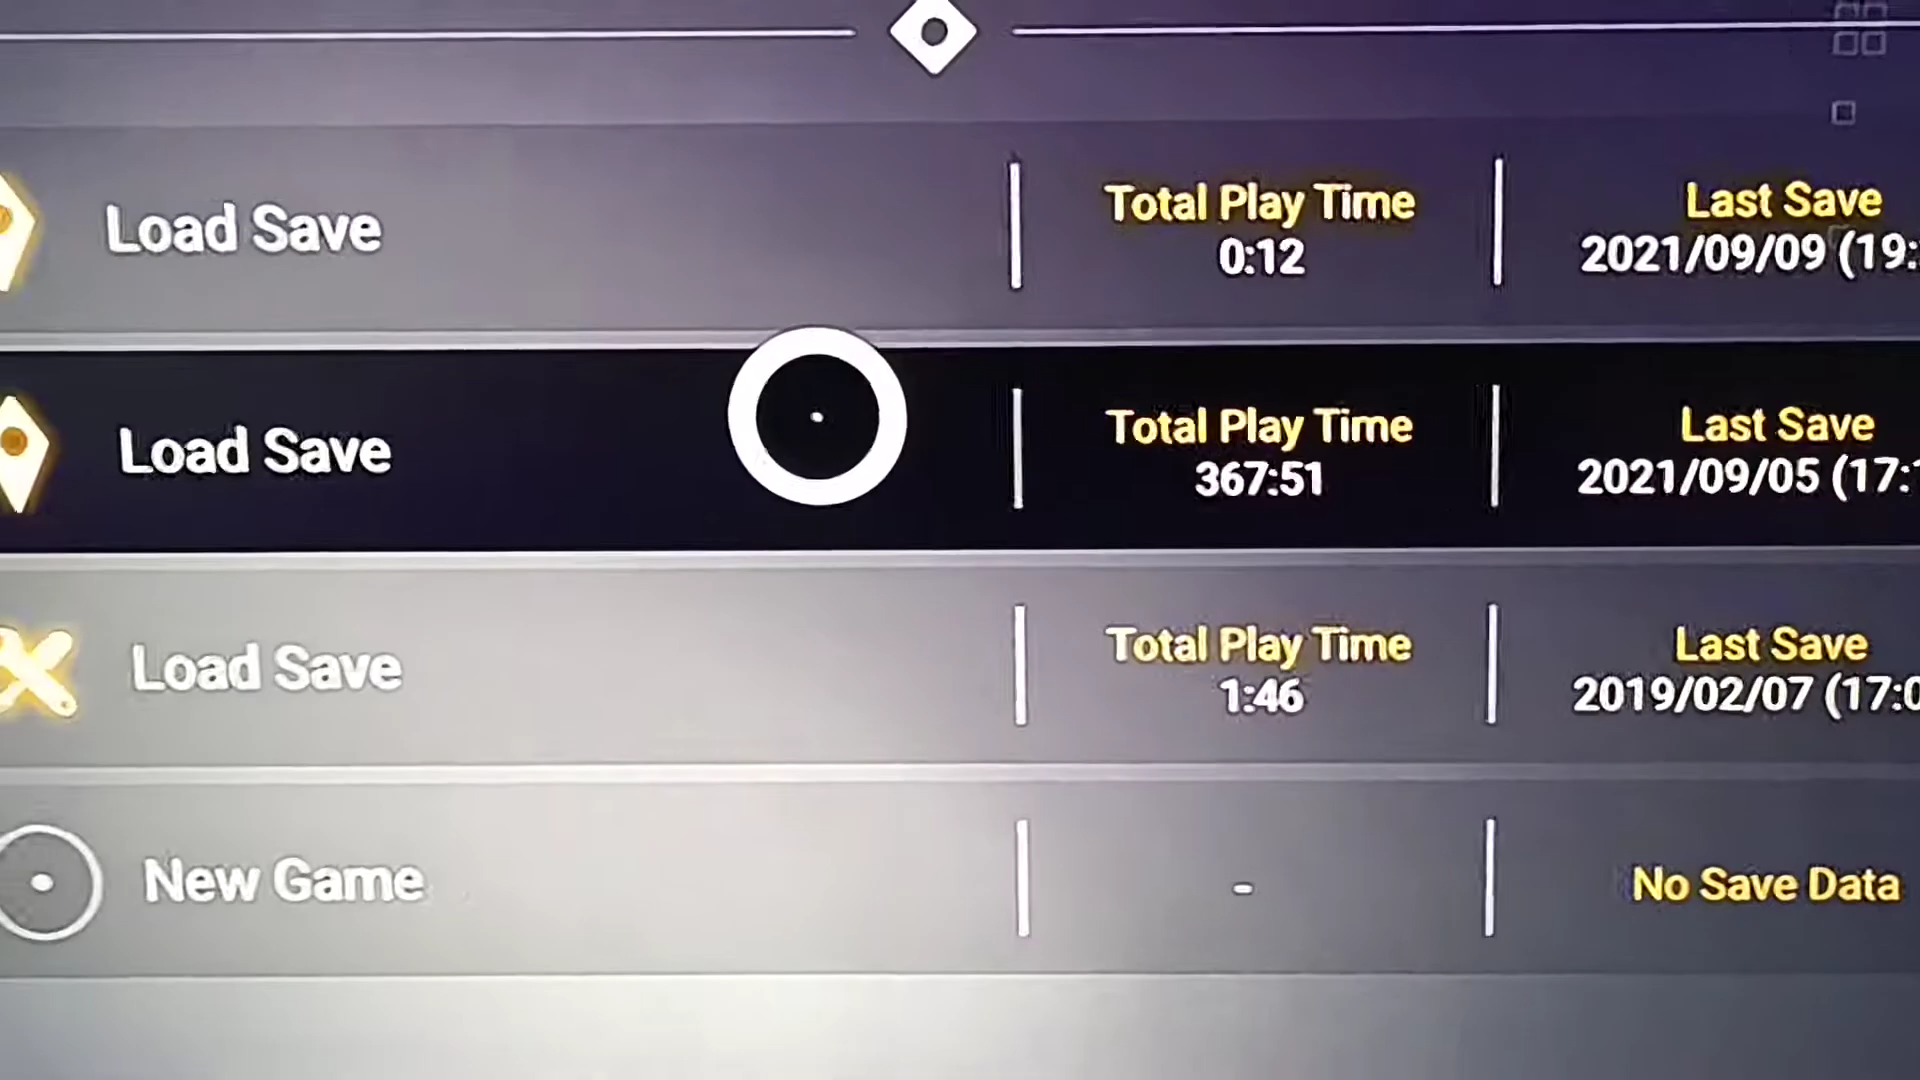 Load Save
Total Play Time
0:12
Last Save
2021/09/09 (19:
Load Save
Total Play Time
367:51
Last Save
2021/09/05 (17:1
Load Save
Total Play Time
1:46
Last Save
2019/02/07 (17:0
New Game
-
No Save Data